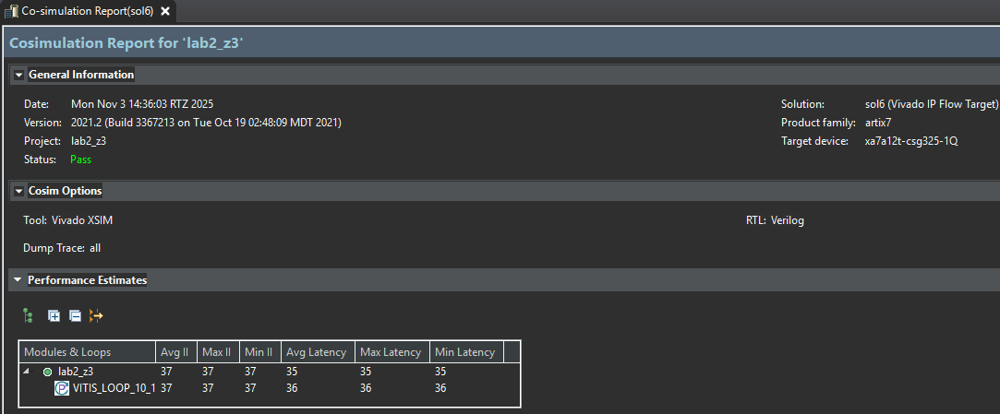 Co-simulation Report(sol6)
Cosimulation Report for 'lab2_z3'
General Information
Date: Mon Nov 3 14:36:03 RTZ 2025
Solution: sol6 (Vivado IP Flow Target)
Version: 2021.2 (Build 3367213 on Tue Oct 19 02:48:09 MDT 2021)
Product family: artix7
Project: lab2_z3
Target device: xa7a12t-csg325-1Q
Status: Pass
Cosim Options
Tool: Vivado XSIM
RTL: Verilog
Dump Trace: all
Performance Estimates
Modules & Loops Avg II Max II Min II Avg Latency Max Latency Min Latency
lab2_z3 37 37 37 35 35 35
VITIS_LOOP_10_1 37 37 37 36 36 36